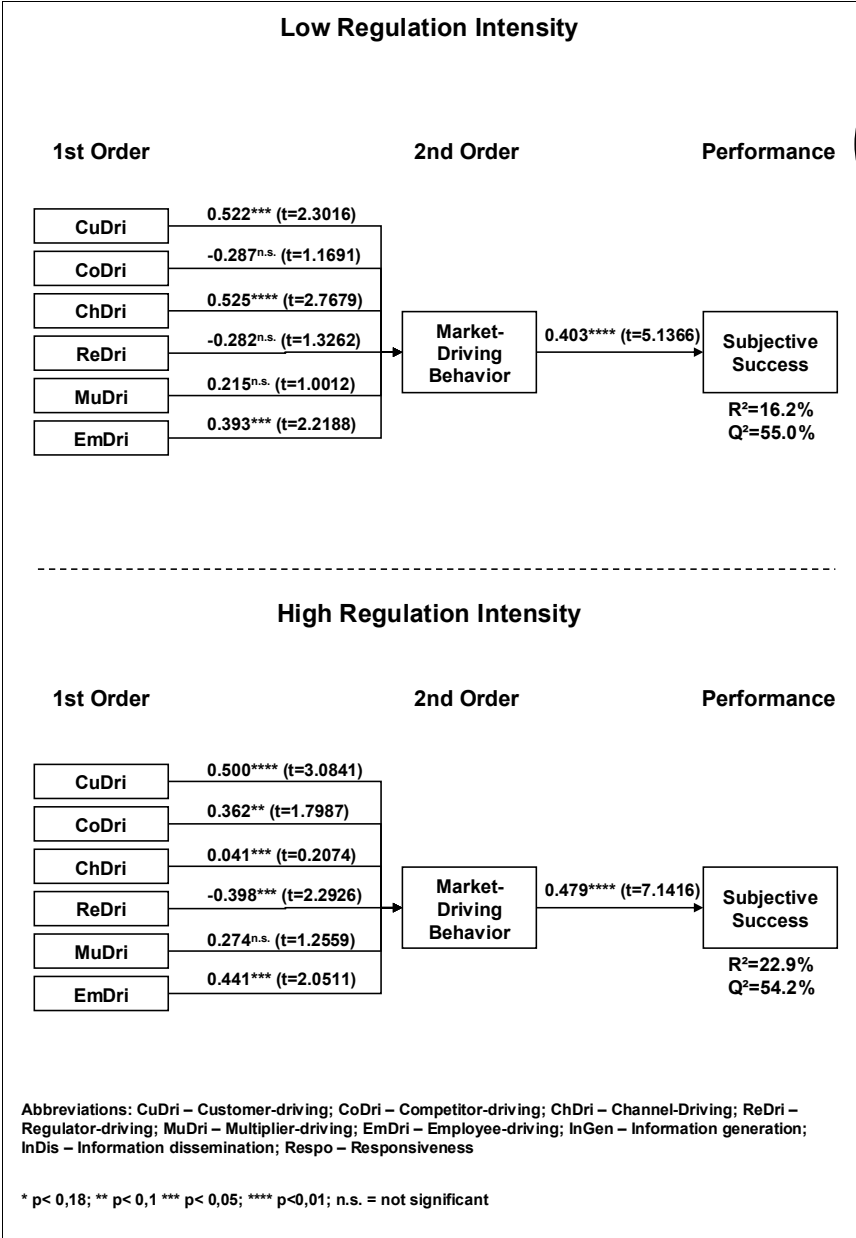 Low Regulation Intensity
1st Order 2nd Order Performance
CuDri 0.522*** (t=2.3016)
CoDri -0.287n.s. (t=1.1691)
ChDri 0.525**** (t=2.7679)
ReDri -0.282n.s. (t=1.3262)
MuDri 0.215n.s. (t=1.0012)
EmDri 0.393*** (t=2.2188)
Market-
Driving
Behavior
0.403**** (t=5.1366)
Subjective
Success
R²=16.2%
Q²=55.0%
High Regulation Intensity
1st Order 2nd Order Performance
CuDri 0.500**** (t=3.0841)
CoDri 0.362** (t=1.7987)
ChDri 0.041*** (t=0.2074)
ReDri -0.398*** (t=2.2926)
MuDri 0.274n.s. (t=1.2559)
EmDri 0.441*** (t=2.0511)
Market-
Driving
Behavior
0.479**** (t=7.1416)
Subjective
Success
R²=22.9%
Q²=54.2%
Abbreviations: CuDri – Customer-driving; CoDri – Competitor-driving; ChDri – Channel-Driving; ReDri –
Regulator-driving; MuDri – Multiplier-driving; EmDri – Employee-driving; InGen – Information generation;
InDis – Information dissemination; Respo – Responsiveness
* p< 0,18; ** p< 0,1 *** p< 0,05; **** p<0,01; n.s. = not significant